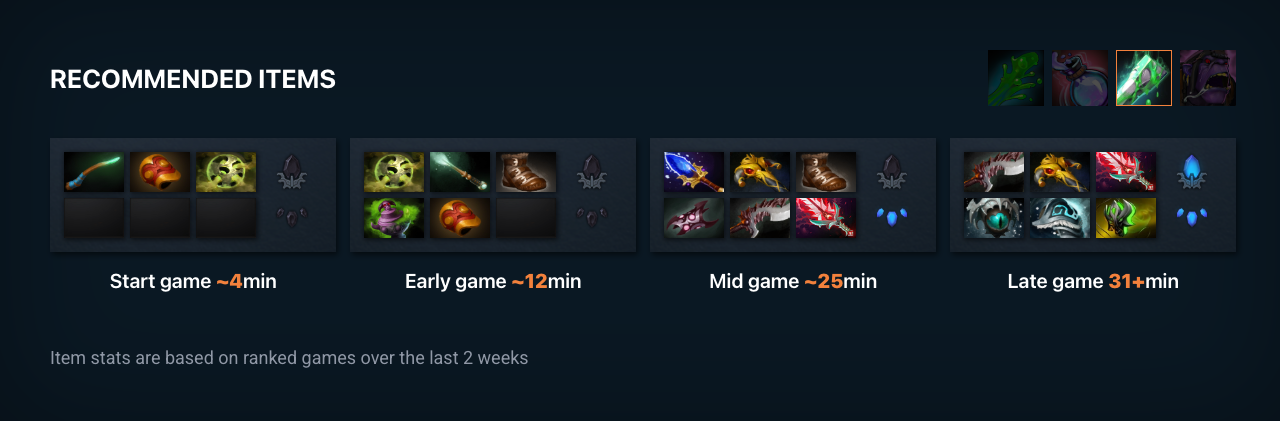 RECOMMENDED ITEMS
Start game ~4min
Early game ~12min
Mid game ~25min
Late game 31+min
Item stats are based on ranked games over the last 2 weeks